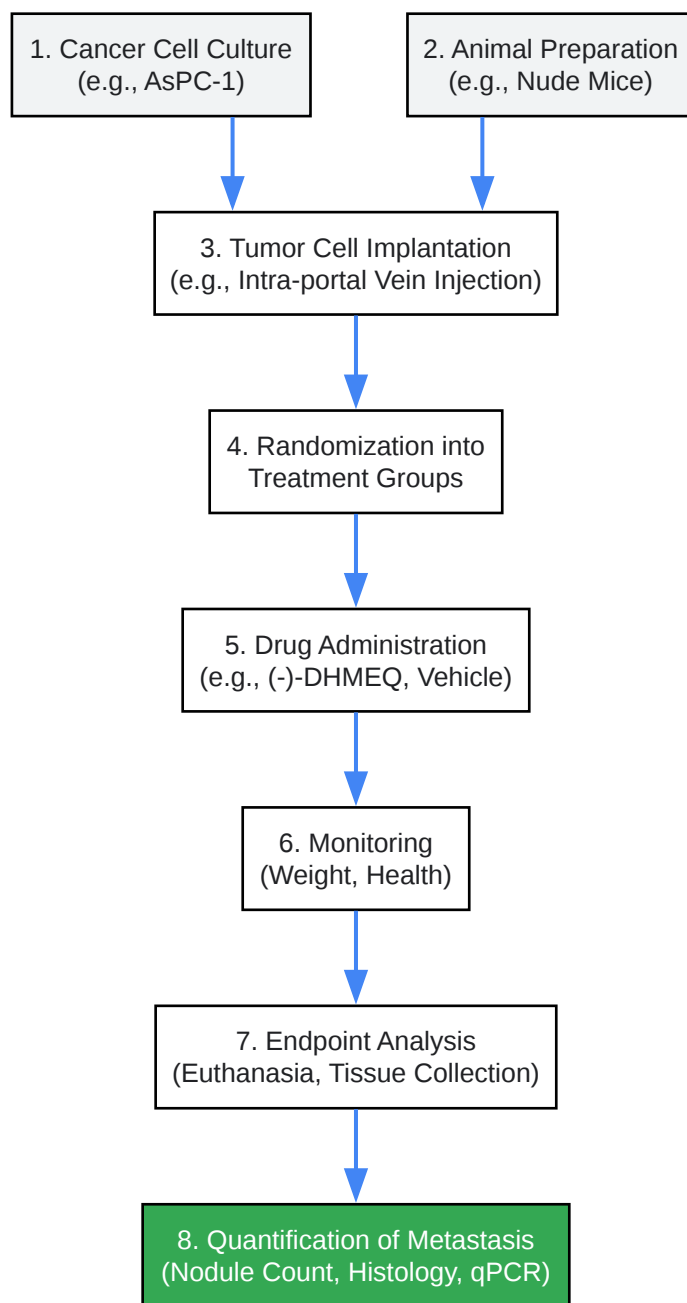 1. Cancer Cell Culture
(e.g., AsPC-1)
2. Animal Preparation
(e.g., Nude Mice)
3. Tumor Cell Implantation
(e.g., Intra-portal Vein Injection)
4. Randomization into
Treatment Groups
5. Drug Administration
(e.g., (-)-DHMEQ, Vehicle)
6. Monitoring
(Weight, Health)
7. Endpoint Analysis
(Euthanasia, Tissue Collection)
8. Quantification of Metastasis
(Nodule Count, Histology, qPCR)